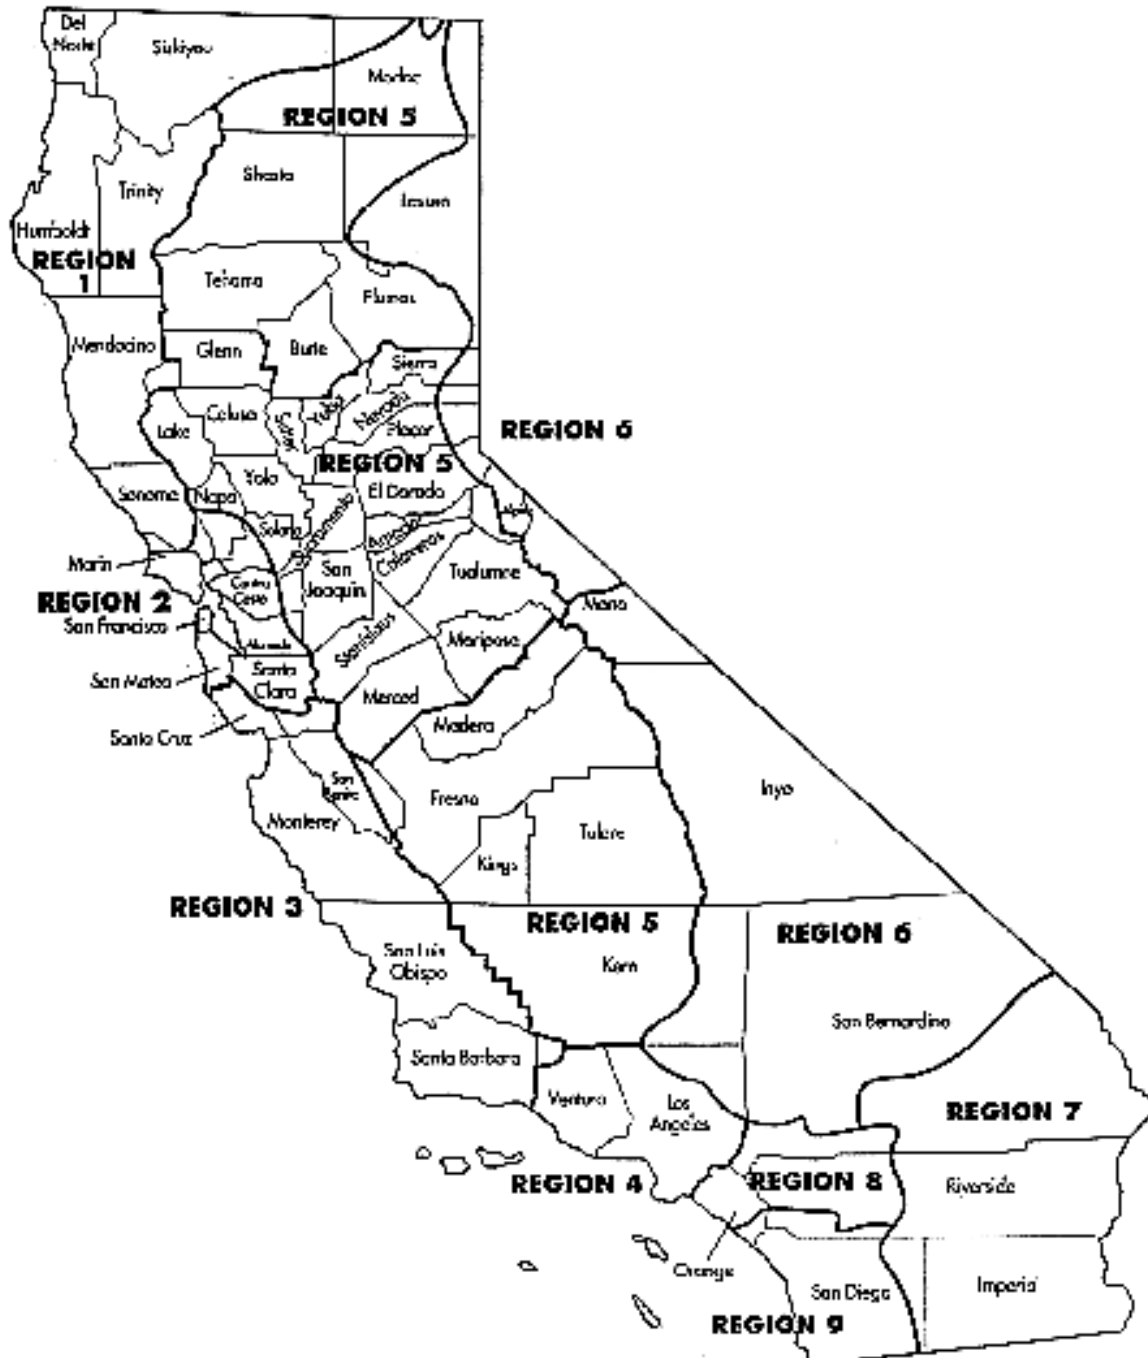 Del
Norte
Siskiyou
Modoc
REGION 5
Shasta
Lassen
Trinity
Humboldt
REGION
1
Tehama
Plumas
Mendocino
Glenn
Butte
Sierra
Colusa
Sutter
Yuba
Nevada
Placer
Lake
REGION 6
REGION 5
Yolo
El Dorado
Sonoma
Napa
Alpine
Solano
Sacramento
Amador
Calaveras
Marin
San
Joaquin
Tuolumne
Contra
Costa
REGION 2
Mono
San Francisco
Stanislaus
Mariposa
Alameda
San Mateo
Santa
Clara
Merced
Santa Cruz
Madera
San
Benito
Fresno
Inyo
Monterey
Tulare
Kings
REGION 3
REGION 5
REGION 6
San Luis
Obispo
Kern
San Bernardino
Santa Barbara
Ventura
Los
Angeles
REGION 7
REGION 4
REGION 8
Riverside
Orange
San Diego
Imperial
REGION 9